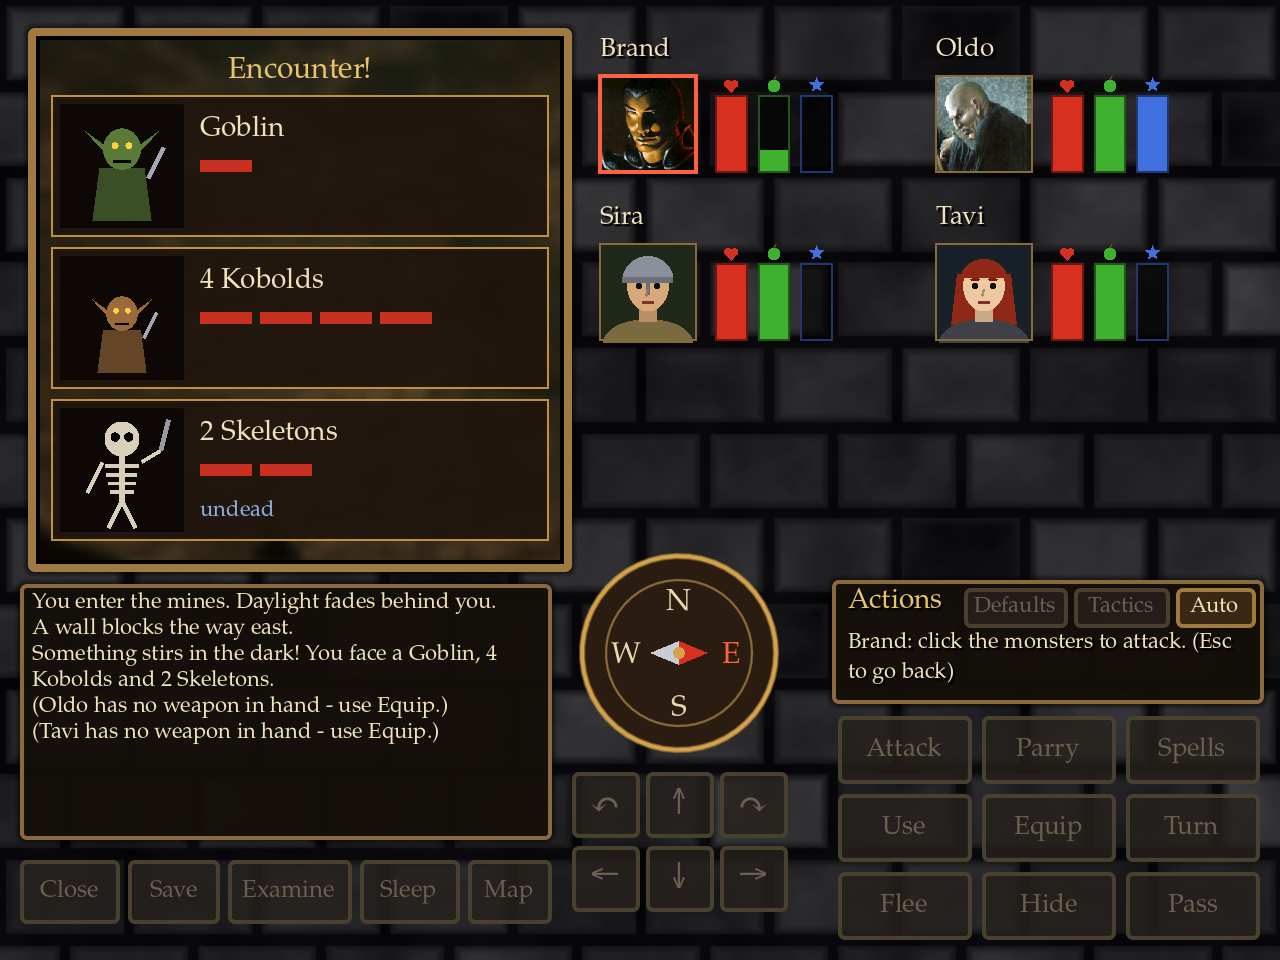 Encounter!
Goblin
4 Kobolds
2 Skeletons
undead
Brand
Oldo
Sira
Tavi
You enter the mines. Daylight fades behind you.
A wall blocks the way east.
Something stirs in the dark! You face a Goblin, 4
Kobolds and 2 Skeletons.
(Oldo has no weapon in hand - use Equip.)
(Tavi has no weapon in hand - use Equip.)
N
W E
S
Actions Defaults Tactics Auto
Brand: click the monsters to attack. (Esc
to go back)
Attack Parry Spells
Use Equip Turn
Flee Hide Pass
Close Save Examine Sleep Map